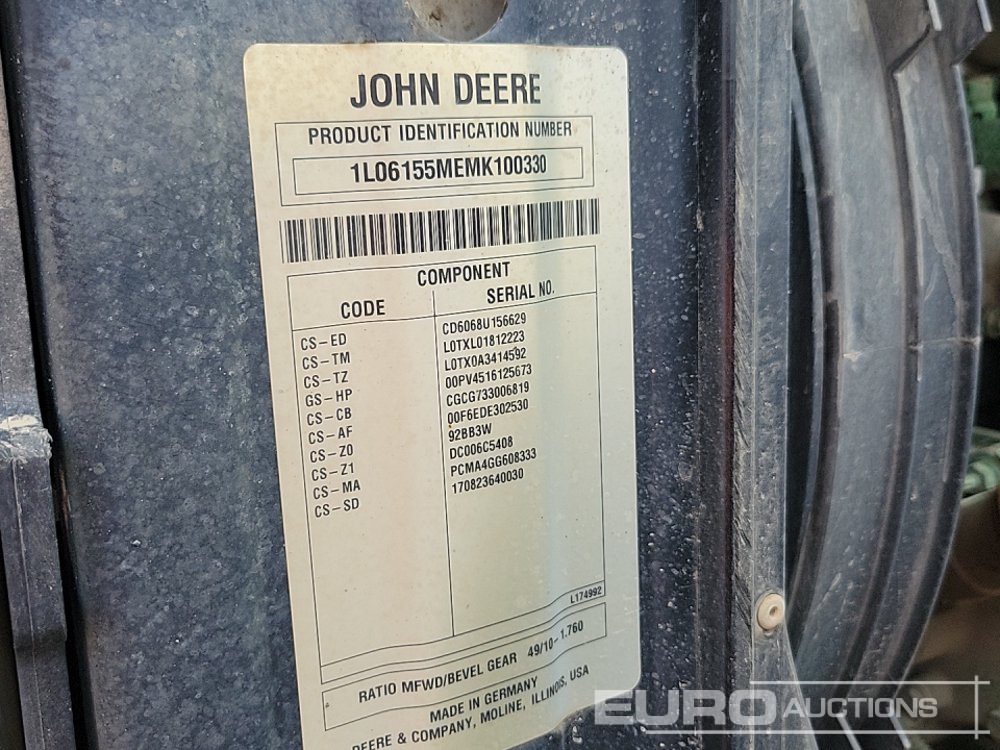 JOHN DEERE
PRODUCT IDENTIFICATION NUMBER
1L06155MEMK100330
COMPONENT
CODE SERIAL NO.
CS-ED CD6068U156629
CS-TM L0TXL01812223
CS-TZ L0TX0A3414592
GS-HP 00PV4516125673
CS-CB CGCG733006819
CS-AF 00F6EDE302530
CS-Z0 92BB3W
CS-Z1 DC006C5408
CS-MA PCMA4GG608333
CS-SD 170823640030
L174992
RATIO MFWD/BEVEL GEAR 49/10-1.760
MADE IN GERMANY
DEERE & COMPANY, MOLINE, ILLINOIS, USA
EURO AUCTIONS